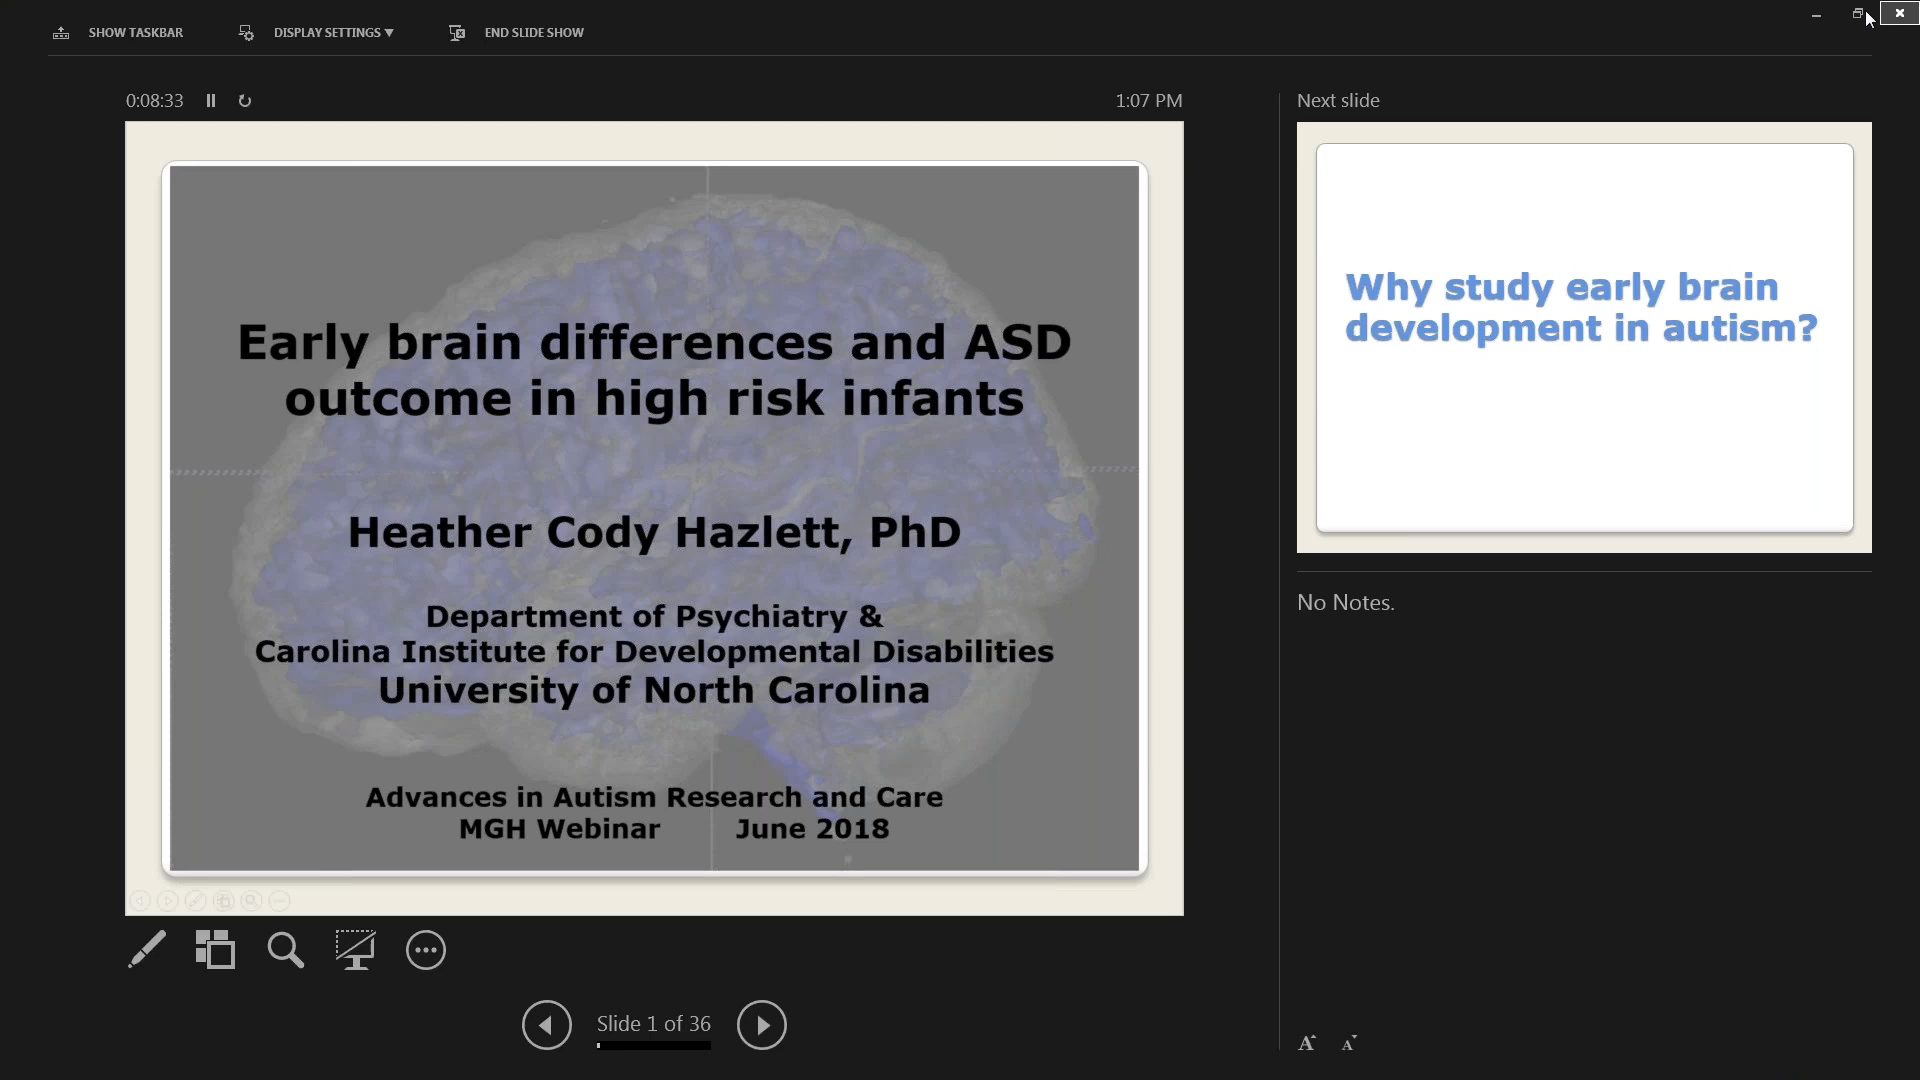 SHOW TASKBAR
DISPLAY SETTINGS ▼
END SLIDE SHOW
0:08:33
1:07 PM
Next slide
Early brain differences and ASD
outcome in high risk infants
Heather Cody Hazlett, PhD
Department of Psychiatry &
Carolina Institute for Developmental Disabilities
University of North Carolina
Advances in Autism Research and Care
MGH Webinar June 2018
Why study early brain
development in autism?
No Notes.
Slide 1 of 36
A
A